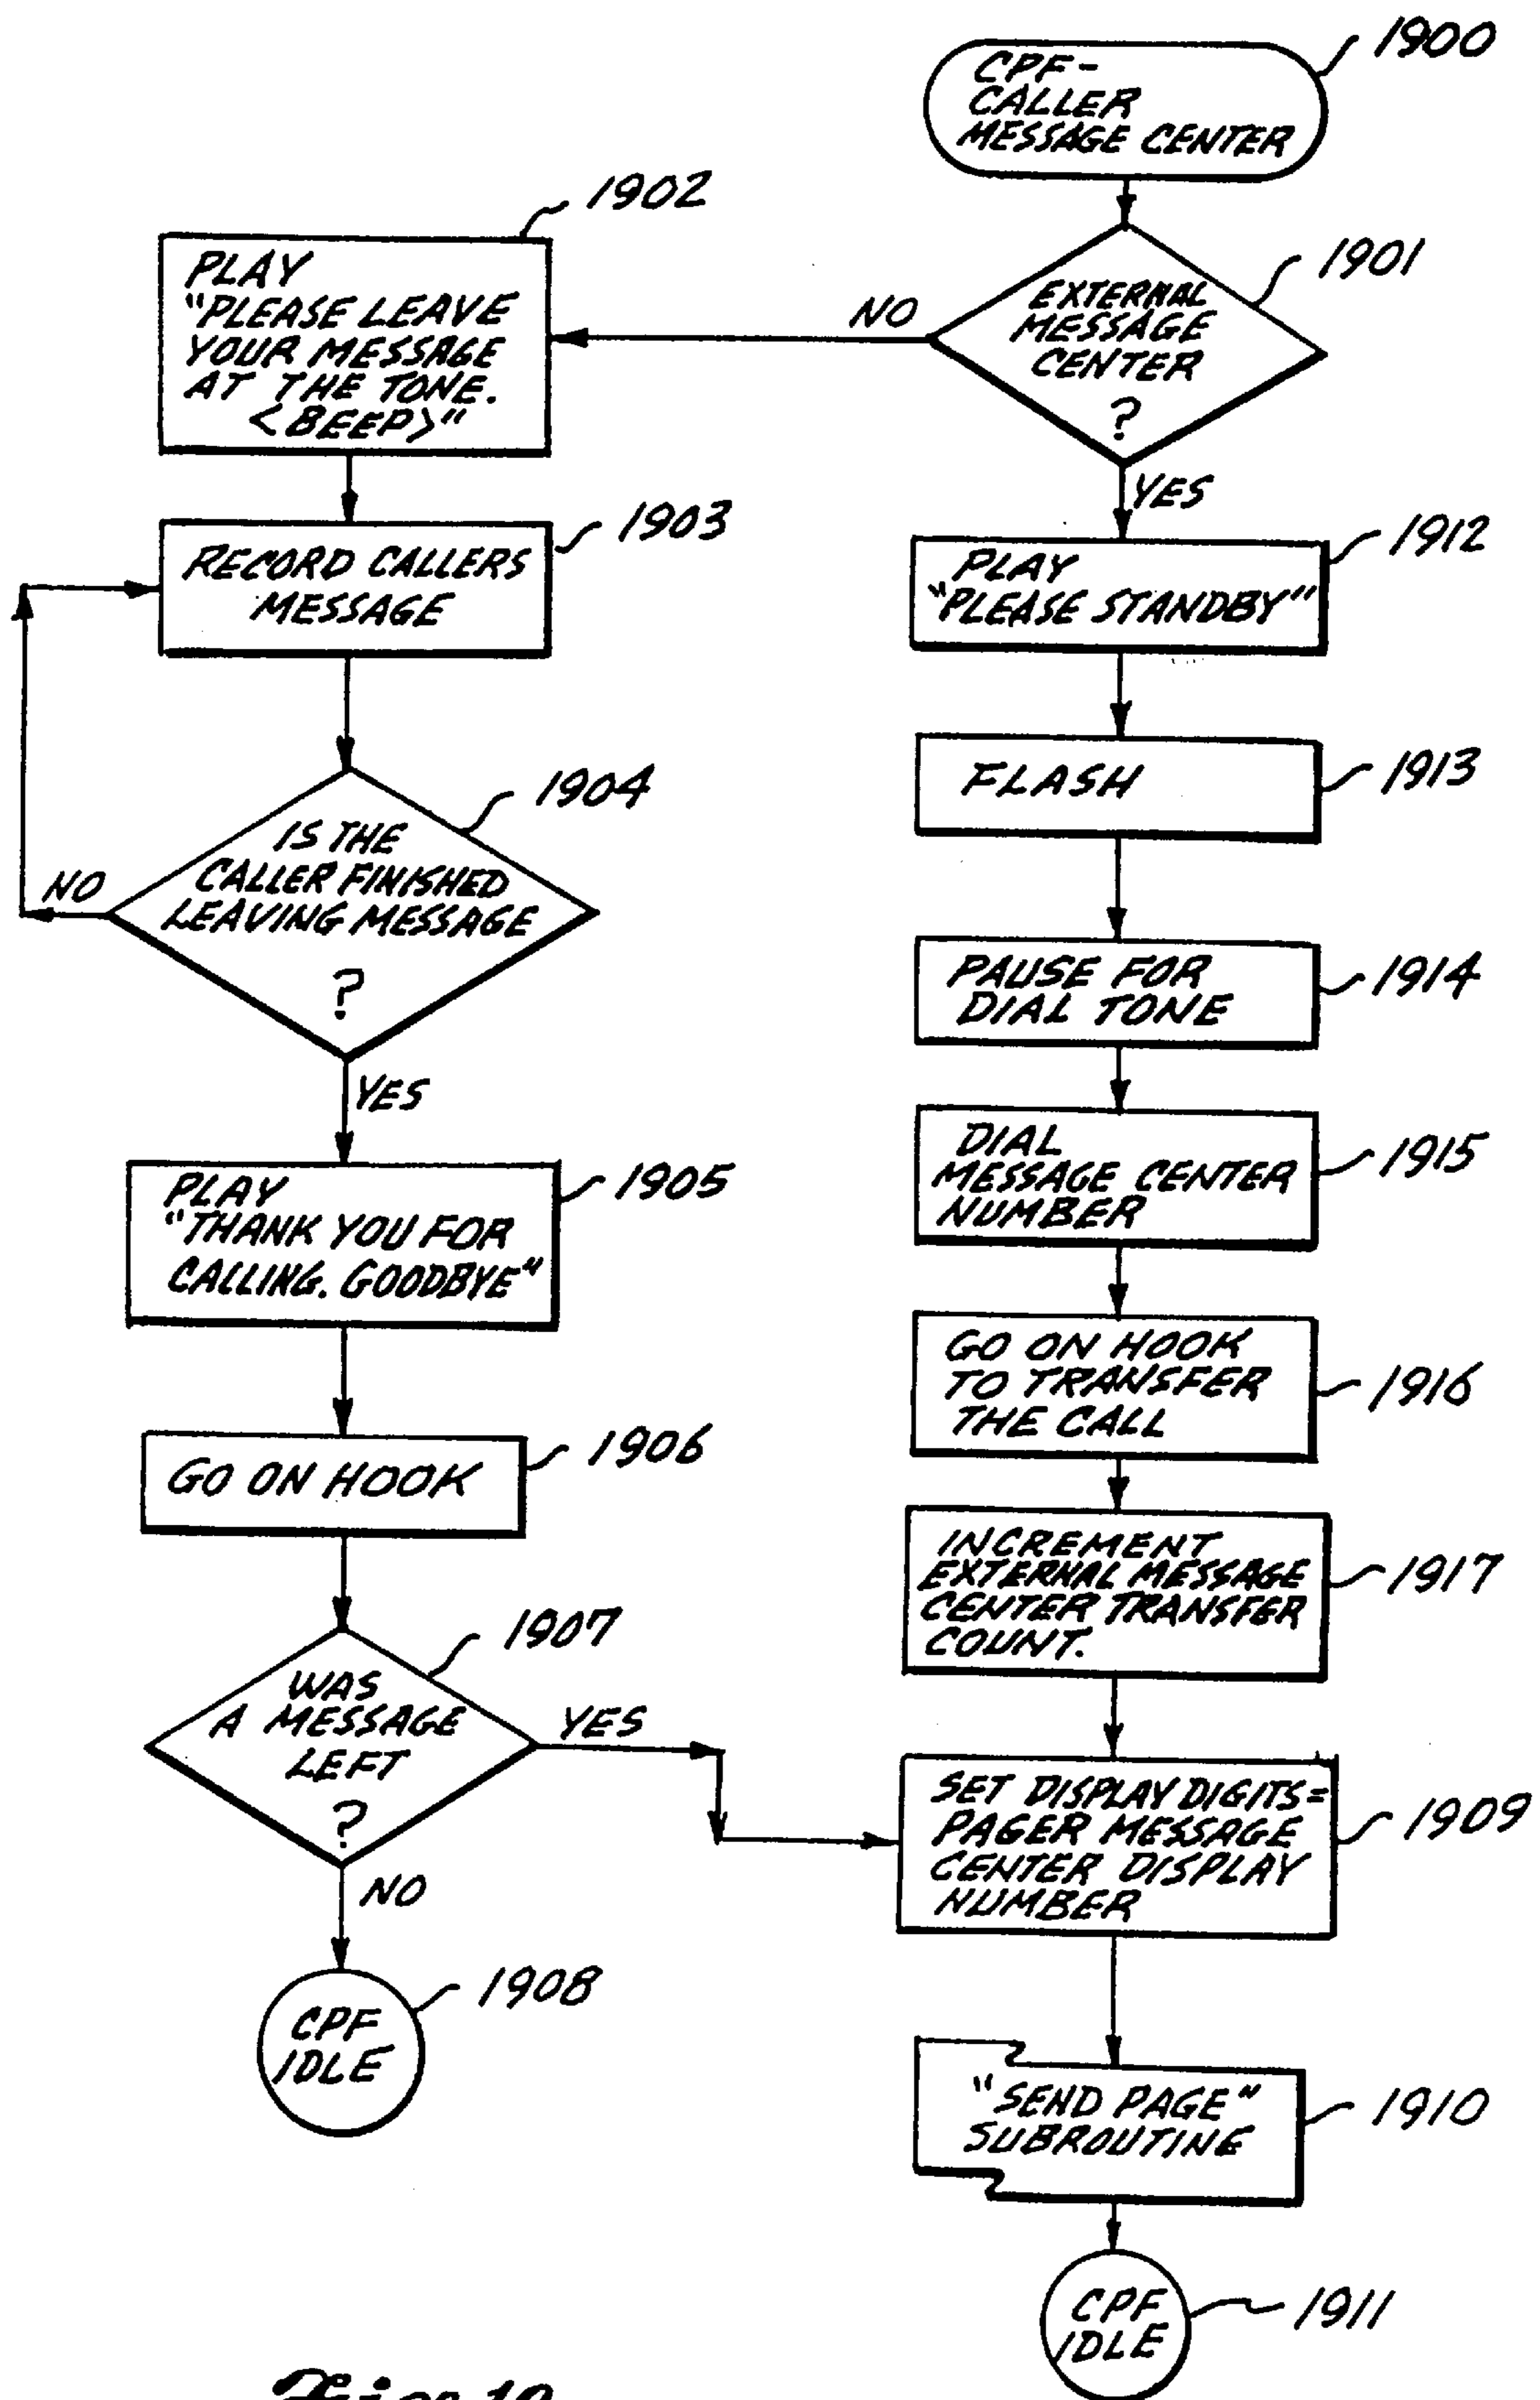 1900
CPF-
CALLER
MESSAGE CENTER
1901
EXTERNAL
MESSAGE
CENTER
?
NO
YES
1902
PLAY
"PLEASE LEAVE
YOUR MESSAGE
AT THE TONE.
<BEEP>"
1903
RECORD CALLERS
MESSAGE
1904
IS THE
CALLER FINISHED
LEAVING MESSAGE
?
NO
YES
1905
PLAY
"THANK YOU FOR
CALLING. GOODBYE"
1906
GO ON HOOK
1907
WAS
A MESSAGE
LEFT
?
YES
NO
1908
CPF
IDLE
1912
PLAY
"PLEASE STANDBY"
1913
FLASH
1914
PAUSE FOR
DIAL TONE
1915
DIAL
MESSAGE CENTER
NUMBER
1916
GO ON HOOK
TO TRANSFER
THE CALL
1917
INCREMENT
EXTERNAL MESSAGE
CENTER TRANSFER
COUNT.
1909
SET DISPLAY DIGITS=
PAGER MESSAGE
CENTER DISPLAY
NUMBER
1910
"SEND PAGE"
SUBROUTINE
1911
CPF
IDLE